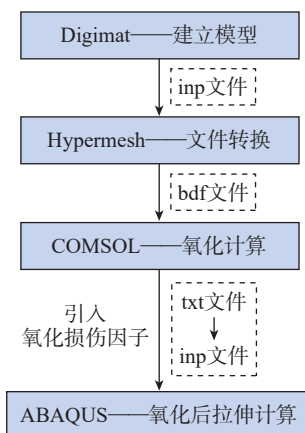 Digimat——建立模型
inp文件
Hypermesh——文件转换
bdf文件
COMSOL——氧化计算
引入
氧化损伤因子
txt文件
inp文件
ABAQUS——氧化后拉伸计算